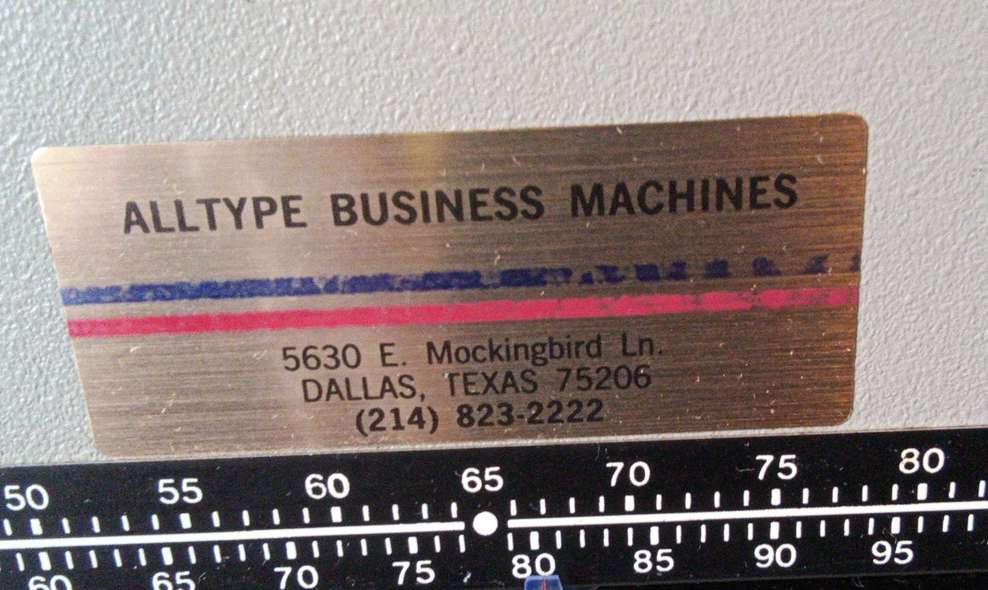 ALLTYPE BUSINESS MACHINES
5630 E. Mockingbird Ln.
DALLAS, TEXAS 75206
(214) 823-2222
50 55 60 65 70 75 80
60 65 70 75 80 85 90 95